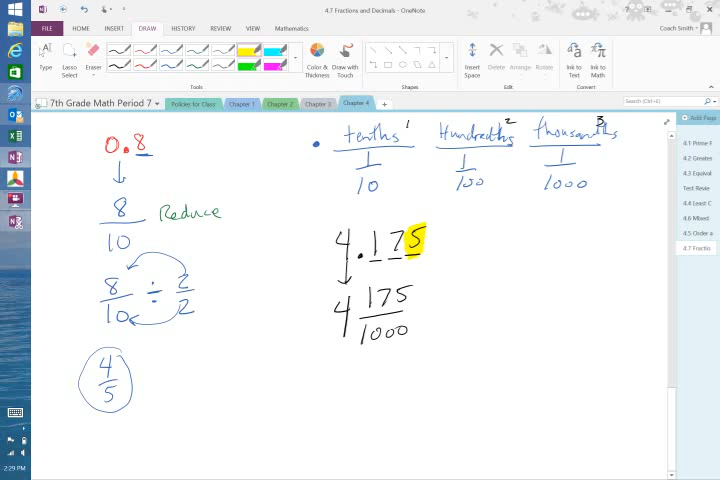 4.7 Fractions and Decimals - OneNote
Coach Smith
FILE HOME INSERT DRAW HISTORY REVIEW VIEW Mathematics
Type
Lasso Select
Eraser
Color & Thickness
Draw with Touch
Insert Space
Delete
Arrange
Rotate
Ink to Text
Ink to Math
Tools
Shapes
Edit
Convert
7th Grade Math Period 7
Policies for Class
Chapter 1
Chapter 2
Chapter 3
Chapter 4
+
Search (Ctrl+E)
Add Page
4.1 Prime F
4.2 Greates
4.3 Equival
Test Revie
4.4 Least C
4.6 Mixed
4.5 Order a
4.7 Fractio
0.8
8
10
Reduce
8 ÷ 2
10 2
4
5
. tenths 1 Hundredths 2 thousandths 3
1 1 1
10 100 1000
4.175
4 175
1000
2:29 PM